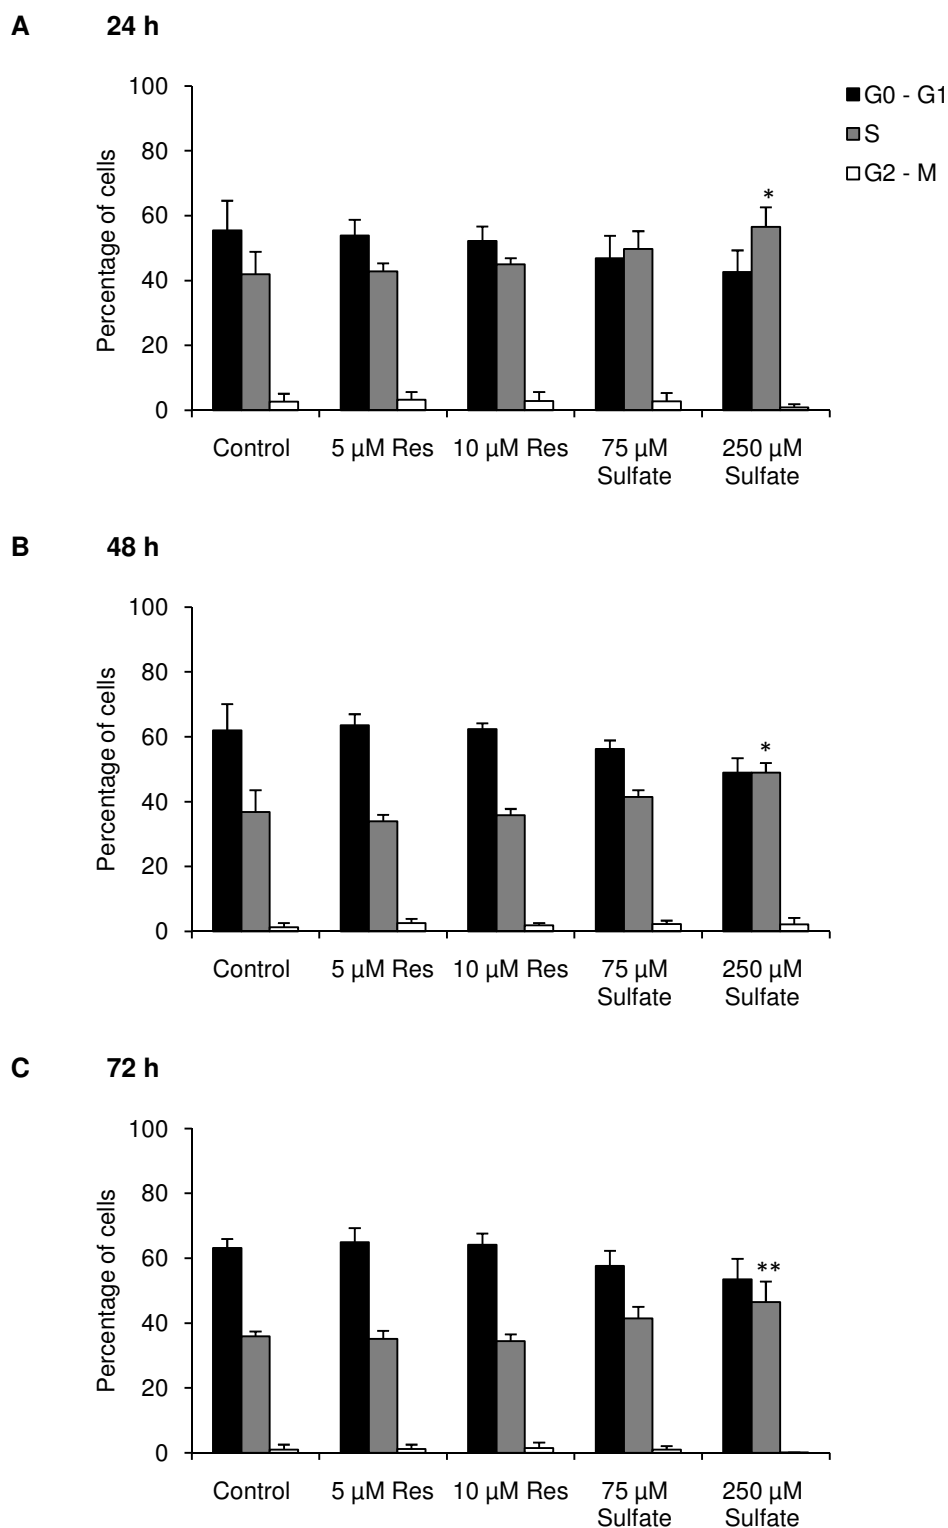 A 24 h
100
80
60
40
20
0
Percentage of cells
G0 - G1
S
G2 - M
*
Control 5 µM Res 10 µM Res 75 µM Sulfate 250 µM Sulfate
B 48 h
100
80
60
40
20
0
Percentage of cells
*
Control 5 µM Res 10 µM Res 75 µM Sulfate 250 µM Sulfate
C 72 h
100
80
60
40
20
0
Percentage of cells
**
Control 5 µM Res 10 µM Res 75 µM Sulfate 250 µM Sulfate